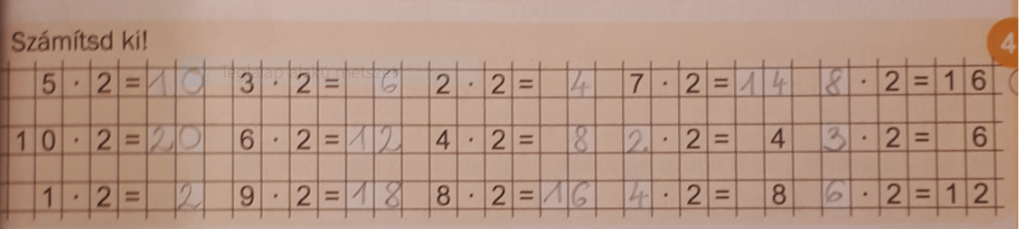 Számítsd ki!
4
5 · 2 = 10 3 · 2 = 6 2 · 2 = 4 7 · 2 = 14 8 · 2 = 16
10 · 2 = 20 6 · 2 = 12 4 · 2 = 8 2 · 2 = 4 3 · 2 = 6
1 · 2 = 2 9 · 2 = 18 8 · 2 = 16 4 · 2 = 8 6 · 2 = 12